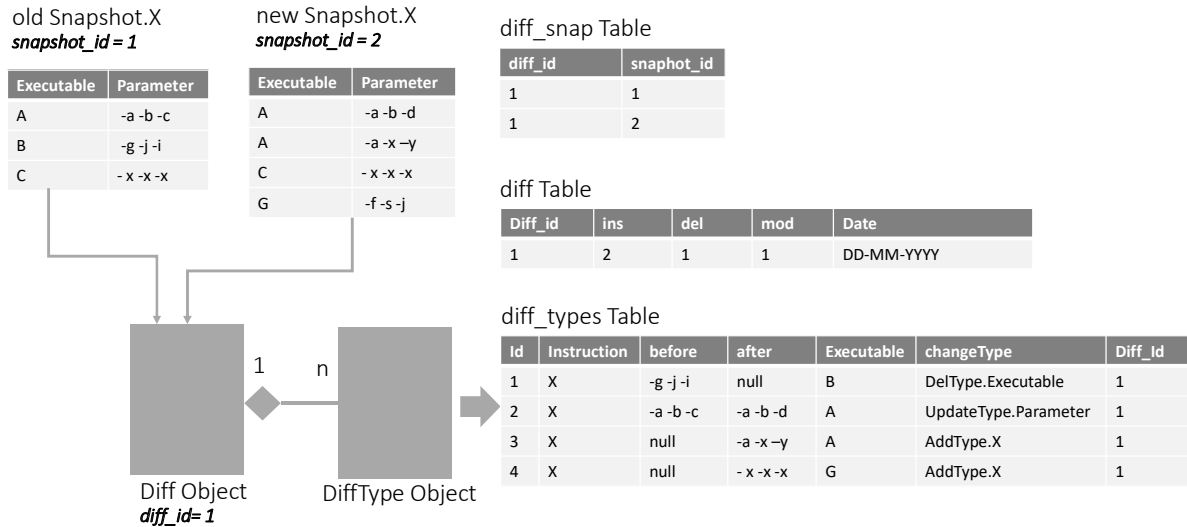 old Snapshot.X
snapshot_id = 1
Executable Parameter
A -a -b -c
B -g -j -i
C - x -x -x
new Snapshot.X
snapshot_id = 2
Executable Parameter
A -a -b -d
A -a -x –y
C - x -x -x
G -f -s -j
diff_snap Table
diff_id snaphot_id
1 1
1 2
diff Table
Diff_id ins del mod Date
1 2 1 1 DD-MM-YYYY
1 n
Diff Object
diff_id= 1
DiffType Object
diff_types Table
Id Instruction before after Executable changeType Diff_Id
1 X -g -j -i null B DelType.Executable 1
2 X -a -b -c -a -b -d A UpdateType.Parameter 1
3 X null -a -x –y A AddType.X 1
4 X null - x -x -x G AddType.X 1